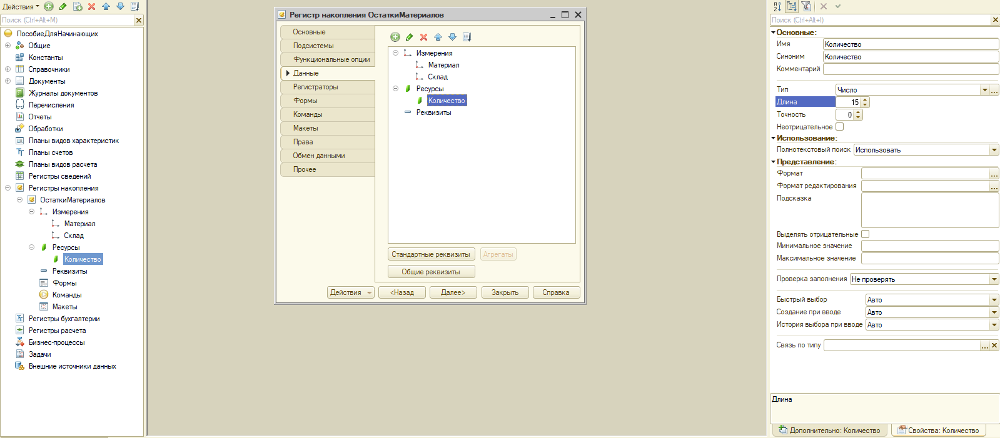 Действия
Поиск (Ctrl+Alt+M)
ПособиеДляНачинающих
Общие
Константы
Справочники
Документы
Журналы документов
Перечисления
Отчеты
Обработки
Планы видов характеристик
Планы счетов
Планы видов расчета
Регистры сведений
Регистры накопления
ОстаткиМатериалов
Измерения
Материал
Склад
Ресурсы
Количество
Реквизиты
Формы
Команды
Макеты
Регистры бухгалтерии
Регистры расчета
Бизнес-процессы
Задачи
Внешние источники данных
Регистр накопления ОстаткиМатериалов
Основные
Подсистемы
Функциональные опции
Данные
Регистраторы
Формы
Команды
Макеты
Права
Обмен данными
Прочее
Измерения
Материал
Склад
Ресурсы
Количество
Реквизиты
Стандартные реквизиты Агрегаты
Общие реквизиты
Действия <Назад Далее> Закрыть Справка
Поиск (Ctrl+Alt+I)
Основные:
Имя Количество
Синоним Количество
Комментарий
Тип Число
Длина 15
Точность 0
Неотрицательное
Использование:
Полнотекстовый поиск Использовать
Представление:
Формат
Формат редактирования
Подсказка
Выделять отрицательные
Минимальное значение
Максимальное значение
Проверка заполнения Не проверять
Быстрый выбор Авто
Создание при вводе Авто
История выбора при вводе Авто
Связь по типу
Длина
Дополнительно: Количество Свойства: Количество